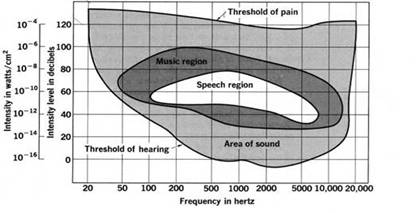 Threshold of pain
Music region
Speech region
Threshold of hearing
Area of sound
Intensity in watts/cm²
10⁻⁴
10⁻⁶
10⁻⁸
10⁻¹⁰
10⁻¹²
10⁻¹⁴
10⁻¹⁶
Intensity level in decibels
120
100
80
60
40
20
0
20 50 100 200 500 1000 2000 5000 10,000 20,000
Frequency in hertz